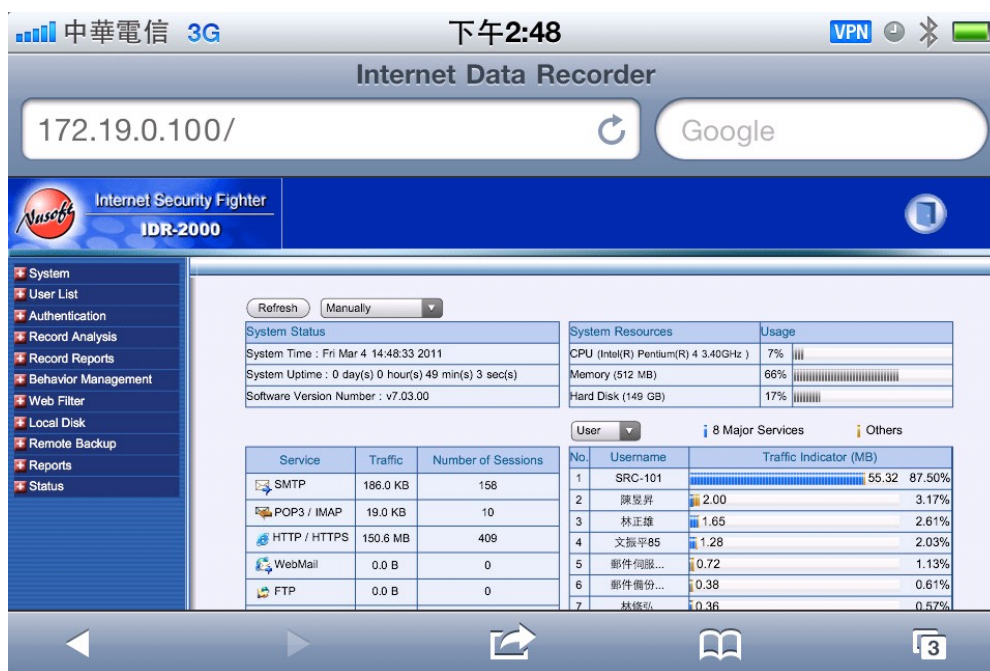 中華電信 3G 下午2:48 VPN
Internet Data Recorder
172.19.0.100/ Google
Nusoft Internet Security Fighter
IDR-2000
System
User List
Authentication
Record Analysis
Record Reports
Behavior Management
Web Filter
Local Disk
Remote Backup
Reports
Status
Refresh Manually
System Status
System Time : Fri Mar 4 14:48:33 2011
System Uptime : 0 day(s) 0 hour(s) 49 min(s) 3 sec(s)
Software Version Number : v7.03.00
System Resources Usage
CPU (Intel(R) Pentium(R) 4 3.40GHz ) 7%
Memory (512 MB) 66%
Hard Disk (149 GB) 17%
User 8 Major Services Others
Service Traffic Number of Sessions
SMTP 186.0 KB 158
POP3 / IMAP 19.0 KB 10
HTTP / HTTPS 150.6 MB 409
WebMail 0.0 B 0
FTP 0.0 B 0
No. Username Traffic Indicator (MB)
1 SRC-101 55.32 87.50%
2 陳昱昇 2.00 3.17%
3 林正雄 1.65 2.61%
4 文振平85 1.28 2.03%
5 郵件伺服... 0.72 1.13%
6 郵件備份... 0.38 0.61%
7 0.36 0.57%
3